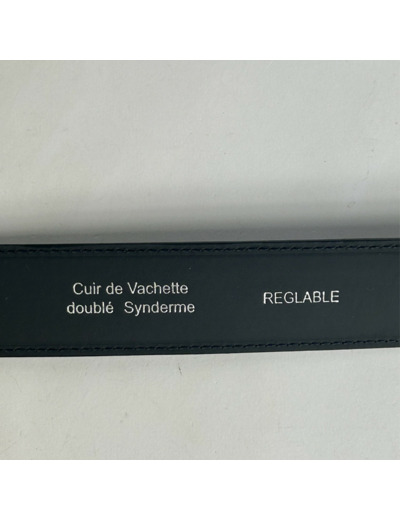 Cuir de Vachette
doublé Synderme
REGLABLE